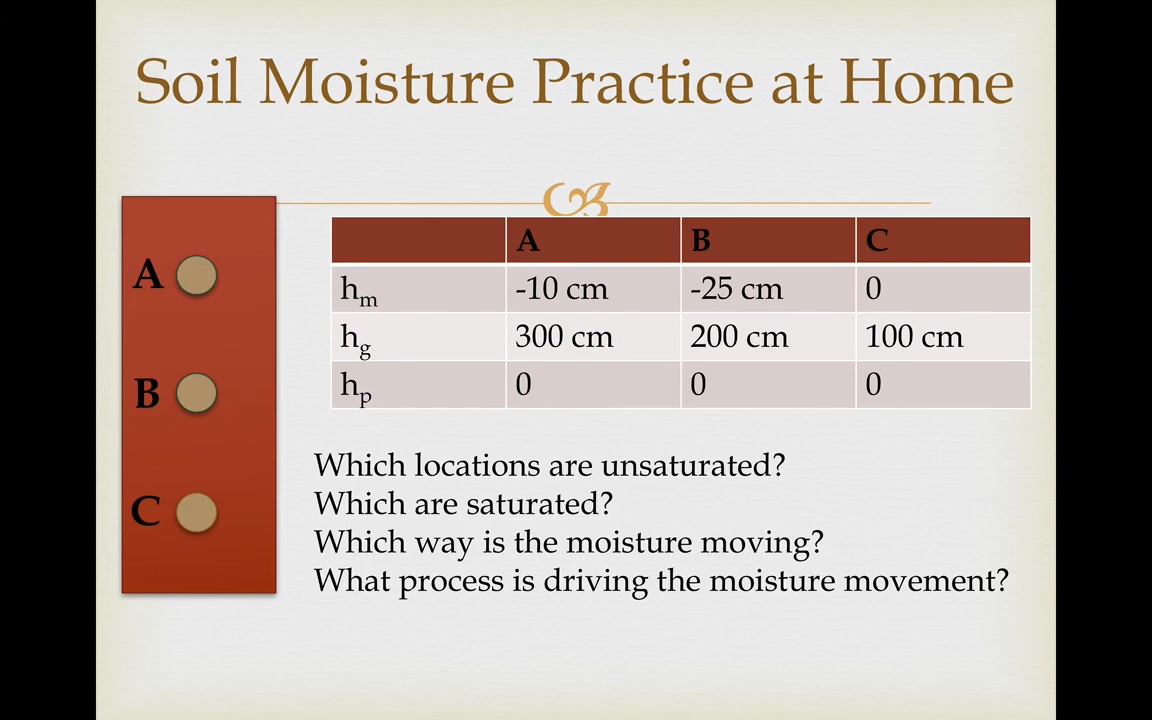 Soil Moisture Practice at Home
A B C
A
hm -10 cm -25 cm 0
hg 300 cm 200 cm 100 cm
B
hp 0 0 0
Which locations are unsaturated?
Which are saturated?
C
Which way is the moisture moving?
What process is driving the moisture movement?